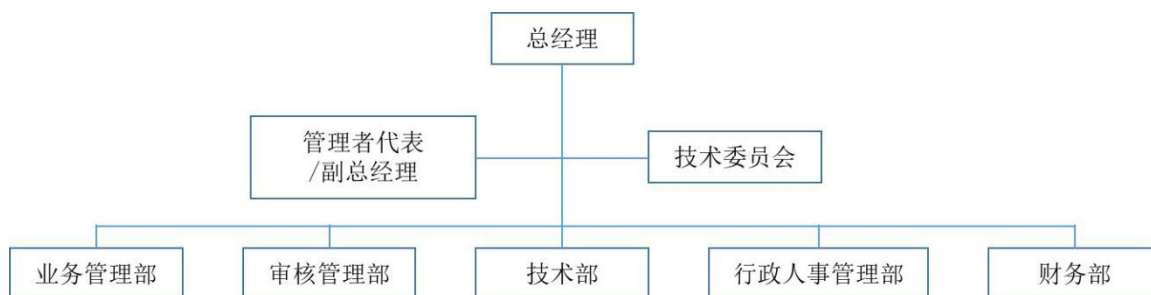 总经理
管理者代表
/副总经理
技术委员会
业务管理部
审核管理部
技术部
行政人事管理部
财务部